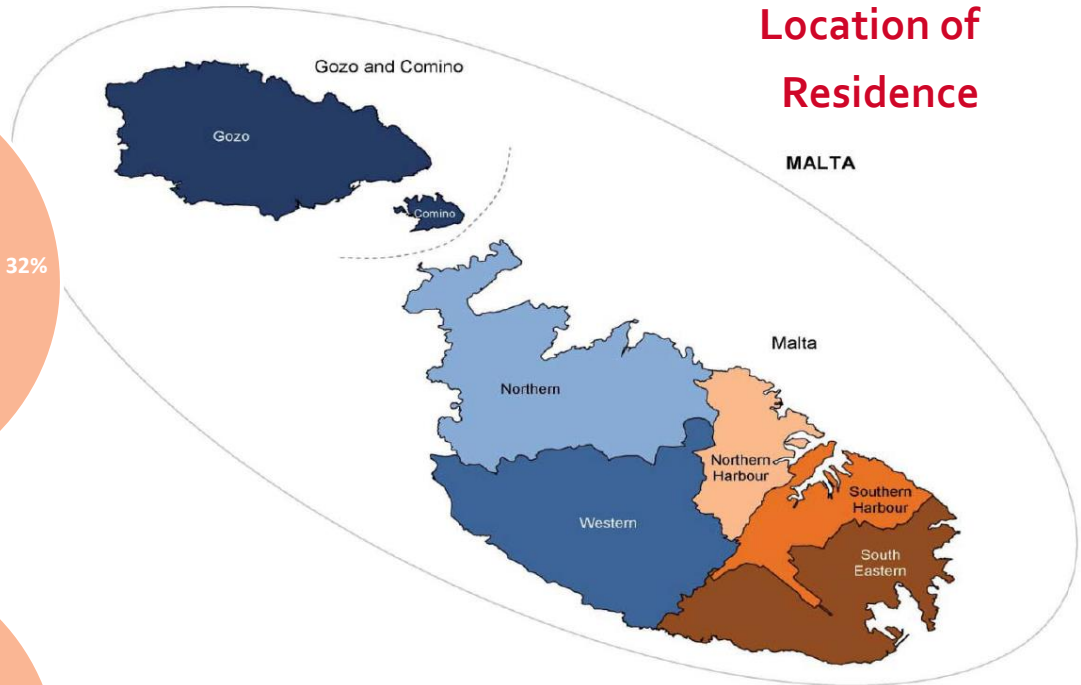 Location of
Residence
Gozo and Comino
Gozo
MALTA
Comino
32%
Malta
Northern
Northern
Harbour
Southern
Harbour
Western
South
Eastern